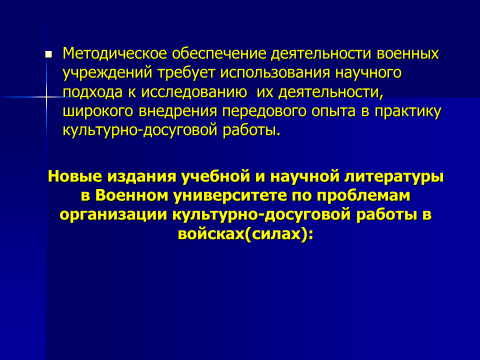 Методическое обеспечение деятельности военных
учреждений требует использования научного
подхода к исследованию  их деятельности,
широкого внедрения передового опыта в практику
культурно-досуговой работы.
Новые издания учебной и научной литературы
в Военном университете по проблемам
организации культурно-досуговой работы в
войсках(силах):